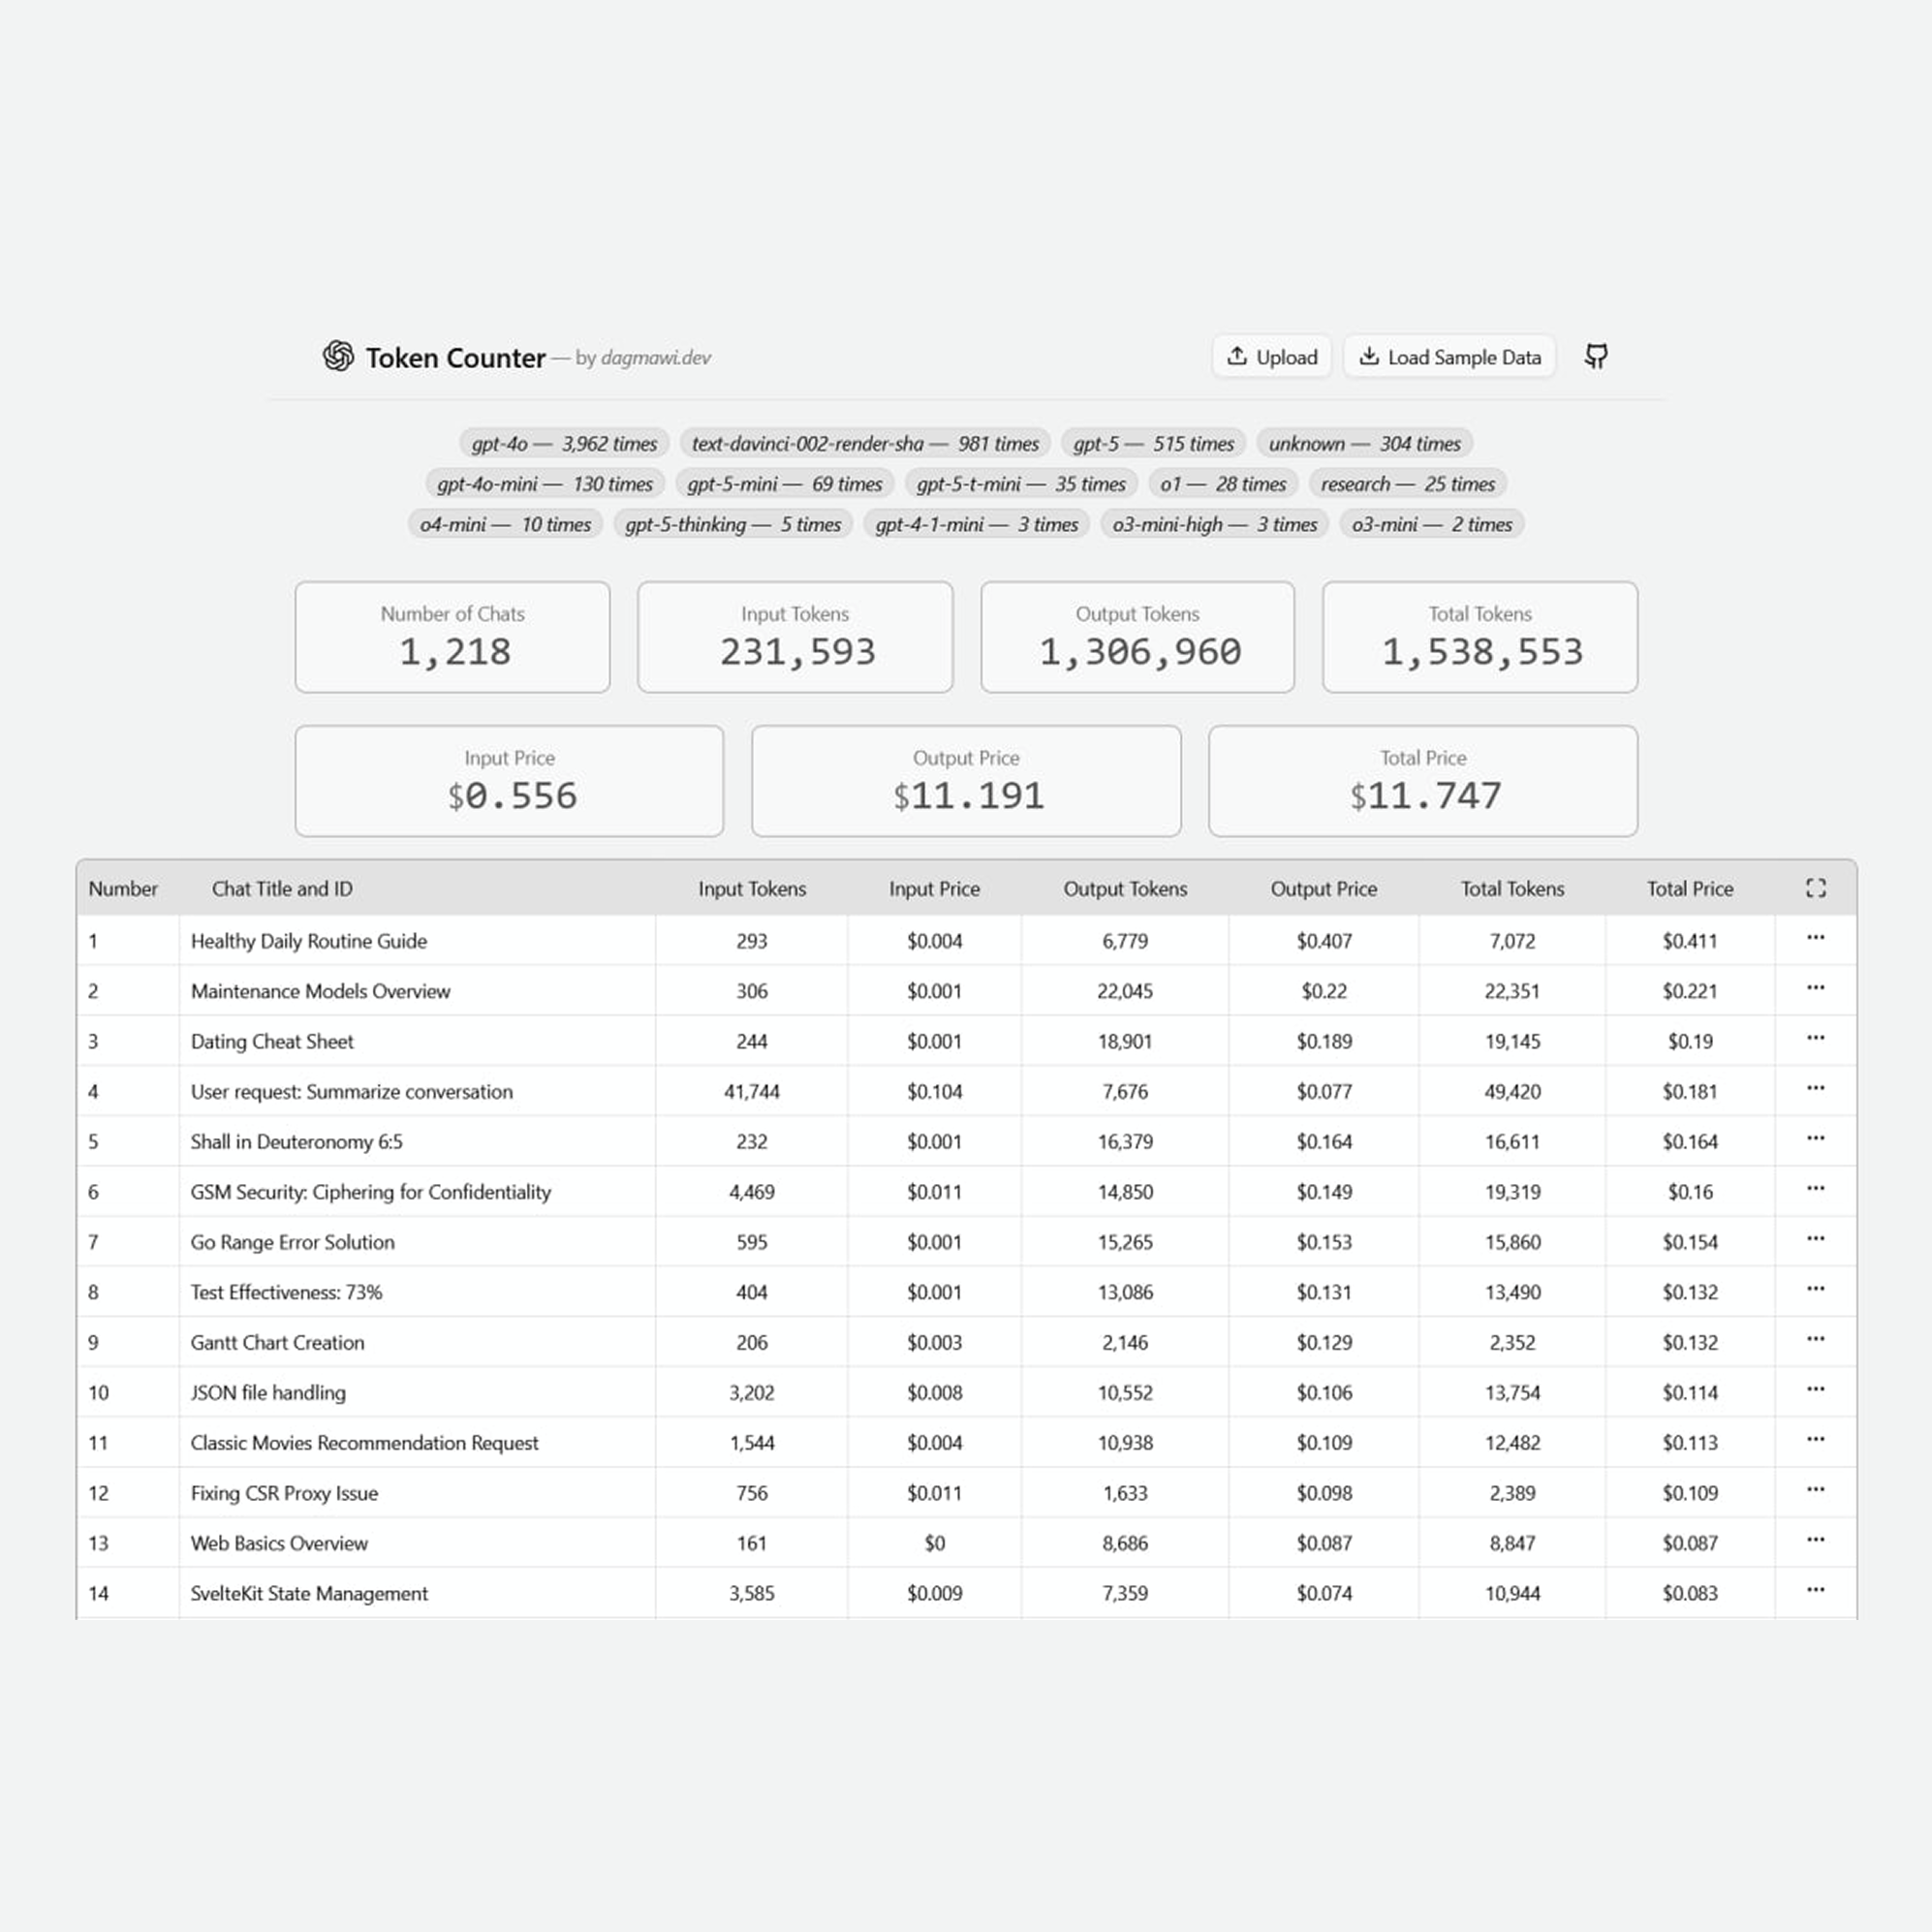 Token Counter — by dagmawi.dev Upload Load Sample Data
gpt-4o — 3,962 times text-davinci-002-render-sha — 981 times gpt-5 — 515 times unknown — 304 times
gpt-4o-mini — 130 times gpt-5-mini — 69 times gpt-5-t-mini — 35 times o1 — 28 times research — 25 times
o4-mini — 10 times gpt-5-thinking — 5 times gpt-4-1-mini — 3 times o3-mini-high — 3 times o3-mini — 2 times
Number of Chats Input Tokens Output Tokens Total Tokens
1,218 231,593 1,306,960 1,538,553
Input Price Output Price Total Price
$0.556 $11.191 $11.747
Number Chat Title and ID Input Tokens Input Price Output Tokens Output Price Total Tokens Total Price
1 Healthy Daily Routine Guide 293 $0.004 6,779 $0.407 7,072 $0.411 ...
2 Maintenance Models Overview 306 $0.001 22,045 $0.22 22,351 $0.221 ...
3 Dating Cheat Sheet 244 $0.001 18,901 $0.189 19,145 $0.19 ...
4 User request: Summarize conversation 41,744 $0.104 7,676 $0.077 49,420 $0.181 ...
5 Shall in Deuteronomy 6:5 232 $0.001 16,379 $0.164 16,611 $0.164 ...
6 GSM Security: Ciphering for Confidentiality 4,469 $0.011 14,850 $0.149 19,319 $0.16 ...
7 Go Range Error Solution 595 $0.001 15,265 $0.153 15,860 $0.154 ...
8 Test Effectiveness: 73% 404 $0.001 13,086 $0.131 13,490 $0.132 ...
9 Gantt Chart Creation 206 $0.003 2,146 $0.129 2,352 $0.132 ...
10 JSON file handling 3,202 $0.008 10,552 $0.106 13,754 $0.114 ...
11 Classic Movies Recommendation Request 1,544 $0.004 10,938 $0.109 12,482 $0.113 ...
12 Fixing CSR Proxy Issue 756 $0.011 1,633 $0.098 2,389 $0.109 ...
13 Web Basics Overview 161 $0 8,686 $0.087 8,847 $0.087 ...
14 SvelteKit State Management 3,585 $0.009 7,359 $0.074 10,944 $0.083 ...